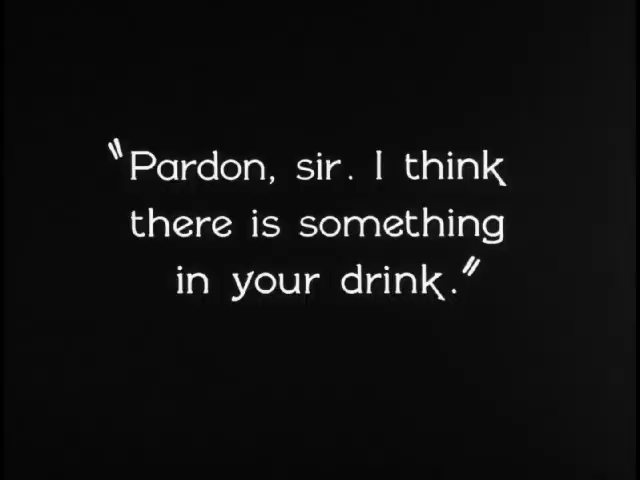 "Pardon, sir. I think
there is something
in your drink."